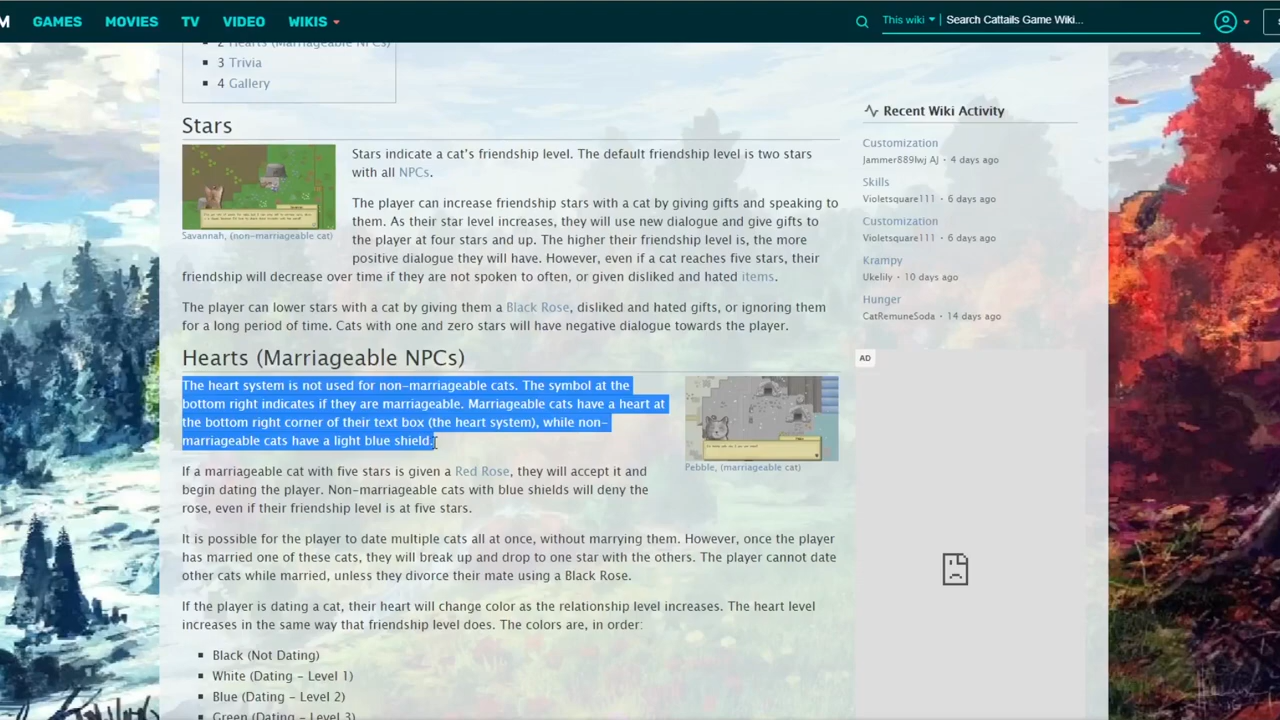 M GAMES MOVIES TV VIDEO WIKIS This wiki Search Cattails Game Wiki...
2 Hearts (Marriageable NPCs)
3 Trivia
4 Gallery
Stars
Savannah, (non-marriageable cat)
Stars indicate a cat's friendship level. The default friendship level is two stars
with all NPCs.
The player can increase friendship stars with a cat by giving gifts and speaking to
them. As their star level increases, they will use new dialogue and give gifts to
the player at four stars and up. The higher their friendship level is, the more
positive dialogue they will have. However, even if a cat reaches five stars, their
friendship will decrease over time if they are not spoken to often, or given disliked and hated items.
The player can lower stars with a cat by giving them a Black Rose, disliked and hated gifts, or ignoring them
for a long period of time. Cats with one and zero stars will have negative dialogue towards the player.
Hearts (Marriageable NPCs)
The heart system is not used for non-marriageable cats. The symbol at the
bottom right indicates if they are marriageable. Marriageable cats have a heart at
the bottom right corner of their text box (the heart system), while non-
marriageable cats have a light blue shield.
Pebble, (marriageable cat)
If a marriageable cat with five stars is given a Red Rose, they will accept it and
begin dating the player. Non-marriageable cats with blue shields will deny the
rose, even if their friendship level is at five stars.
It is possible for the player to date multiple cats all at once, without marrying them. However, once the player
has married one of these cats, they will break up and drop to one star with the others. The player cannot date
other cats while married, unless they divorce their mate using a Black Rose.
If the player is dating a cat, their heart will change color as the relationship level increases. The heart level
increases in the same way that friendship level does. The colors are, in order:
Black (Not Dating)
White (Dating - Level 1)
Blue (Dating - Level 2)
Green (Dating - Level 3)
Recent Wiki Activity
Customization
Jammer889lwj AJ • 4 days ago
Skills
Violetsquare111 • 6 days ago
Customization
Violetsquare111 • 6 days ago
Krampy
Ukelily • 10 days ago
Hunger
CatRemuneSoda • 14 days ago
AD